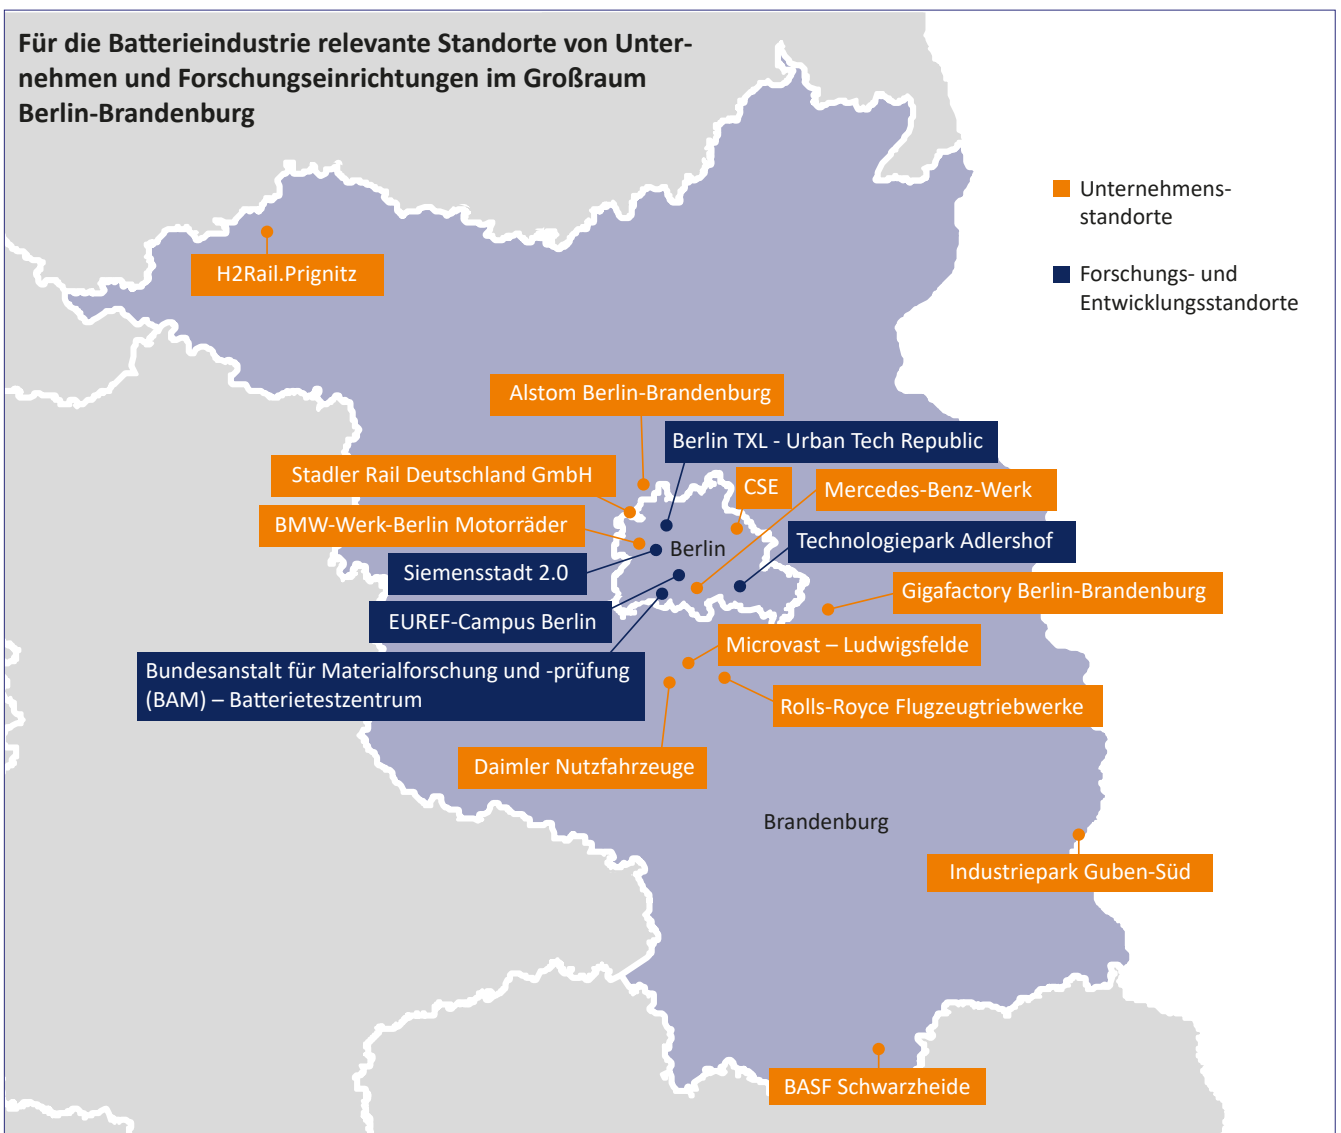 Für die Batterieindustrie relevante Standorte von Unter-
nehmen und Forschungseinrichtungen im Großraum
Berlin-Brandenburg
Unternehmens-
standorte
Forschungs- und
Entwicklungsstandorte
H2Rail.Prignitz
Alstom Berlin-Brandenburg
Berlin TXL - Urban Tech Republic
Stadler Rail Deutschland GmbH
CSE
Mercedes-Benz-Werk
BMW-Werk-Berlin Motorräder
Berlin
Technologiepark Adlershof
Siemensstadt 2.0
Gigafactory Berlin-Brandenburg
EUREF-Campus Berlin
Microvast – Ludwigsfelde
Bundesanstalt für Materialforschung und -prüfung
(BAM) – Batterietestzentrum
Rolls-Royce Flugzeugtriebwerke
Daimler Nutzfahrzeuge
Brandenburg
Industriepark Guben-Süd
BASF Schwarzheide